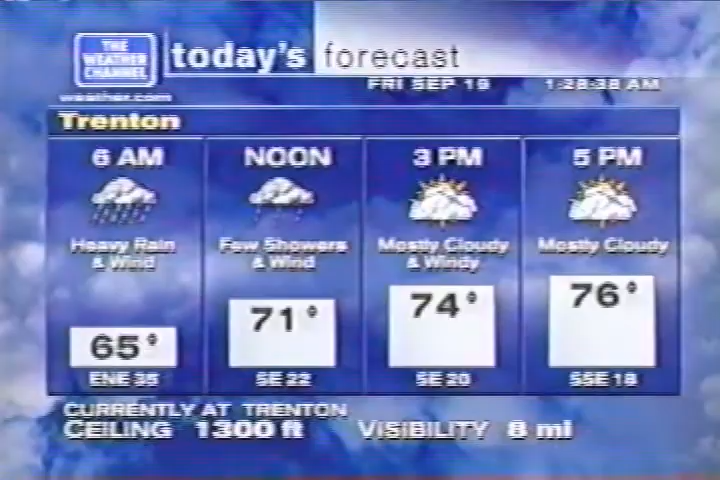 THE
WEATHER
CHANNEL
today's forecast
weather.com
FRI SEP 19 1:28:38 AM
Trenton
6 AM NOON 3 PM 5 PM
Heavy Rain Few Showers Mostly Cloudy Mostly Cloudy
& Wind & Wind & Windy
65° 71° 74° 76°
ENE 35 SE 22 SE 20 SSE 18
CURRENTLY AT TRENTON
CEILING 1300 ft VISIBILITY 8 mi